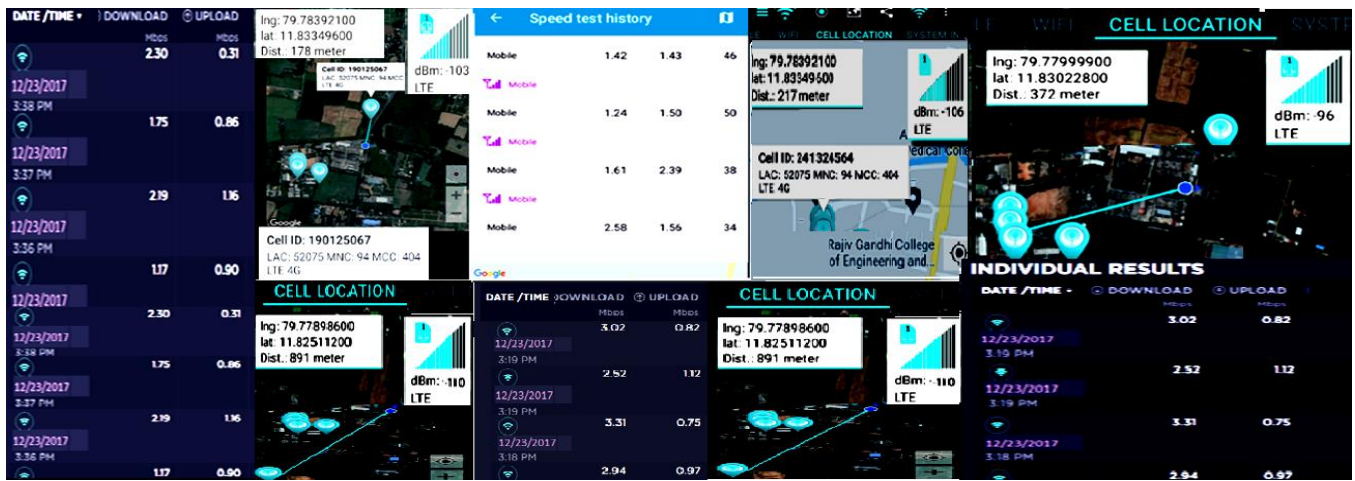 DATE /TIME DOWNLOAD UPLOAD
Mbps Mbps
2.30 0.31
12/23/2017
3:38 PM
1.75 0.86
12/23/2017
3:37 PM
2.19 1.16
12/23/2017
3:36 PM
1.17 0.90
12/23/2017
2.30 0.31
12/23/2017
3:38 PM
1.75 0.86
12/23/2017
3:37 PM
2.19 1.16
12/23/2017
3:36 PM
1.17 0.90
lng: 79.78392100
lat: 11.83349600
Dist.: 178 meter
dBm: -103
LTE
Cell ID: 190125067
LAC: 52075 MNC: 94 MCC
LTE 4G
Google
Cell ID: 190125067
LAC: 52075 MNC: 94 MCC: 404
LTE 4G
Speed test history
Mobile 1.42 1.43 46
Mobile
Mobile 1.24 1.50 50
Mobile
Mobile 1.61 2.39 38
Mobile
Mobile 2.58 1.56 34
Google
WIFI CELL LOCATION SYSTEM IN
lng: 79.78392100
lat: 11.83349600
Dist.: 217 meter
dBm: -106
LTE
Cell ID: 241324564
LAC: 52075 MNC: 94 MCC: 404
LTE 4G
edical Coll
Rajiv Gandhi College
of Engineering and...
WIFI CELL LOCATION SYSTE
lng: 79.77999900
lat: 11.83022800
Dist.: 372 meter
dBm: -96
LTE
CELL LOCATION
lng: 79.77898600
lat: 11.82511200
Dist.: 891 meter
dBm: -110
LTE
DATE /TIME DOWNLOAD UPLOAD
Mbps Mbps
3.02 0.82
12/23/2017
3:19 PM
2.52 1.12
12/23/2017
3:19 PM
3.31 0.75
12/23/2017
3:18 PM
2.94 0.97
CELL LOCATION
lng: 79.77898600
lat: 11.82511200
Dist.: 891 meter
dBm: -110
LTE
INDIVIDUAL RESULTS
DATE /TIME DOWNLOAD UPLOAD
Mbps Mbps
3.02 0.82
12/23/2017
3:19 PM
2.52 1.12
12/23/2017
3:19 PM
3.31 0.75
12/23/2017
3:18 PM
2.94 0.97